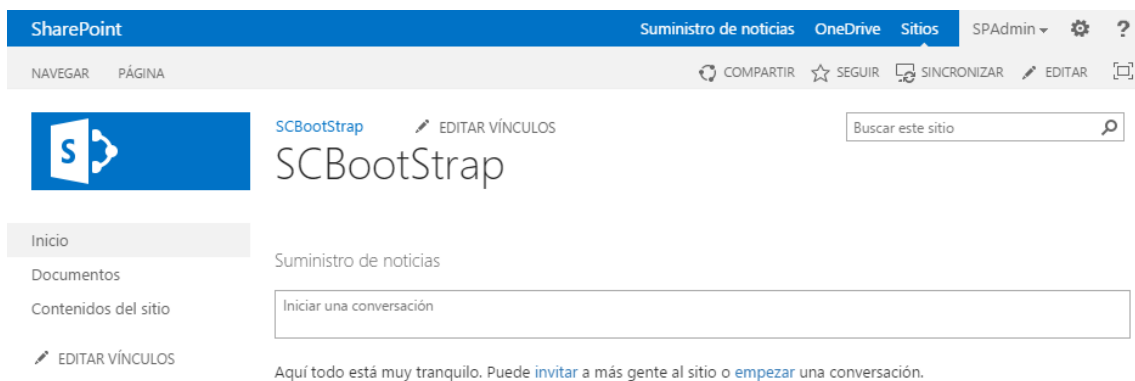 SharePoint Suministro de noticias OneDrive Sitios SPAdmin ?
NAVEGAR PÁGINA COMPARTIR SEGUIR SINCRONIZAR EDITAR
S
SCBootStrap EDITAR VÍNCULOS
Buscar este sitio
SCBootStrap
Inicio
Documentos
Contenidos del sitio
EDITAR VÍNCULOS
Suministro de noticias
Iniciar una conversación
Aquí todo está muy tranquilo. Puede invitar a más gente al sitio o empezar una conversación.